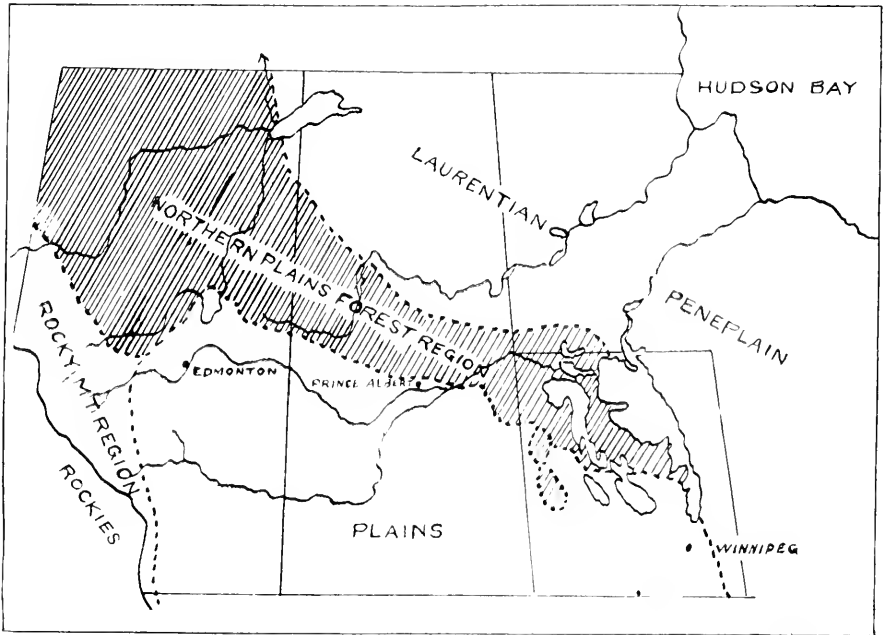 HUDSON BAY
LAURENTIAN
PENEPLAIN
NORTHERN PLAINS FOREST REGION
ROCKY MT. REGION
ROCKIES
EDMONTON
PRINCE ALBERT
PLAINS
WINNIPEG